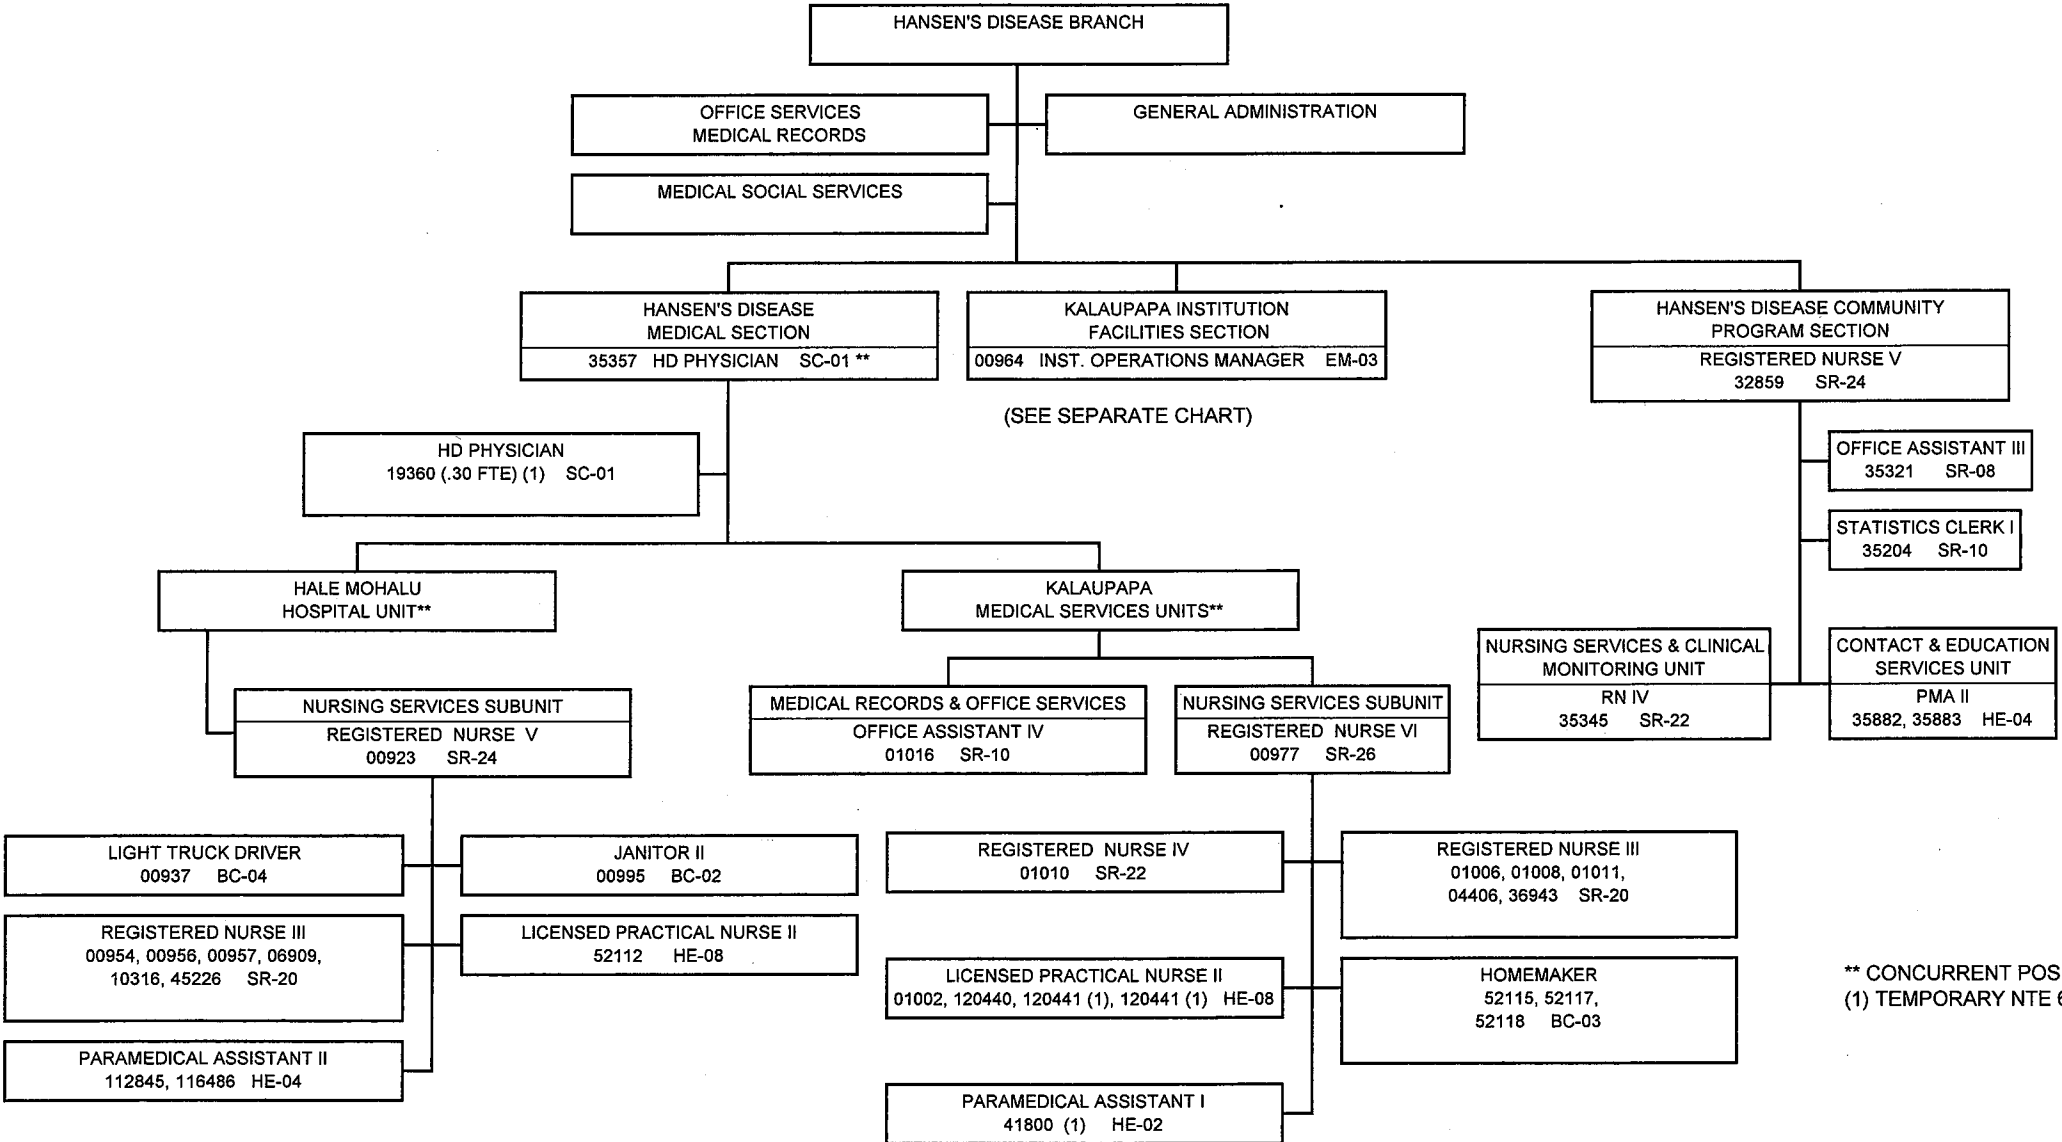 HANSEN'S DISEASE BRANCH
OFFICE SERVICES
MEDICAL RECORDS
GENERAL ADMINISTRATION
MEDICAL SOCIAL SERVICES
HANSEN'S DISEASE
MEDICAL SECTION
35357 HD PHYSICIAN SC-01 **
KALAUPAPA INSTITUTION
FACILITIES SECTION
00964 INST. OPERATIONS MANAGER EM-03
(SEE SEPARATE CHART)
HANSEN'S DISEASE COMMUNITY
PROGRAM SECTION
REGISTERED NURSE V
32859 SR-24
OFFICE ASSISTANT III
35321 SR-08
STATISTICS CLERK I
35204 SR-10
HD PHYSICIAN
19360 (.30 FTE) (1) SC-01
HALE MOHALU
HOSPITAL UNIT**
KALAUPAPA
MEDICAL SERVICES UNITS**
NURSING SERVICES & CLINICAL
MONITORING UNIT
RN IV
35345 SR-22
CONTACT & EDUCATION
SERVICES UNIT
PMA II
35882, 35883 HE-04
NURSING SERVICES SUBUNIT
REGISTERED NURSE V
00923 SR-24
MEDICAL RECORDS & OFFICE SERVICES
OFFICE ASSISTANT IV
01016 SR-10
NURSING SERVICES SUBUNIT
REGISTERED NURSE VI
00977 SR-26
LIGHT TRUCK DRIVER
00937 BC-04
JANITOR II
00995 BC-02
REGISTERED NURSE III
00954, 00956, 00957, 06909,
10316, 45226 SR-20
LICENSED PRACTICAL NURSE II
52112 HE-08
PARAMEDICAL ASSISTANT II
112845, 116486 HE-04
REGISTERED NURSE IV
01010 SR-22
REGISTERED NURSE III
01006, 01008, 01011,
04406, 36943 SR-20
LICENSED PRACTICAL NURSE II
01002, 120440, 120441 (1), 120441 (1) HE-08
HOMEMAKER
52115, 52117,
52118 BC-03
PARAMEDICAL ASSISTANT I
41800 (1) HE-02
** CONCURRENT POS
(1) TEMPORARY NTE 6